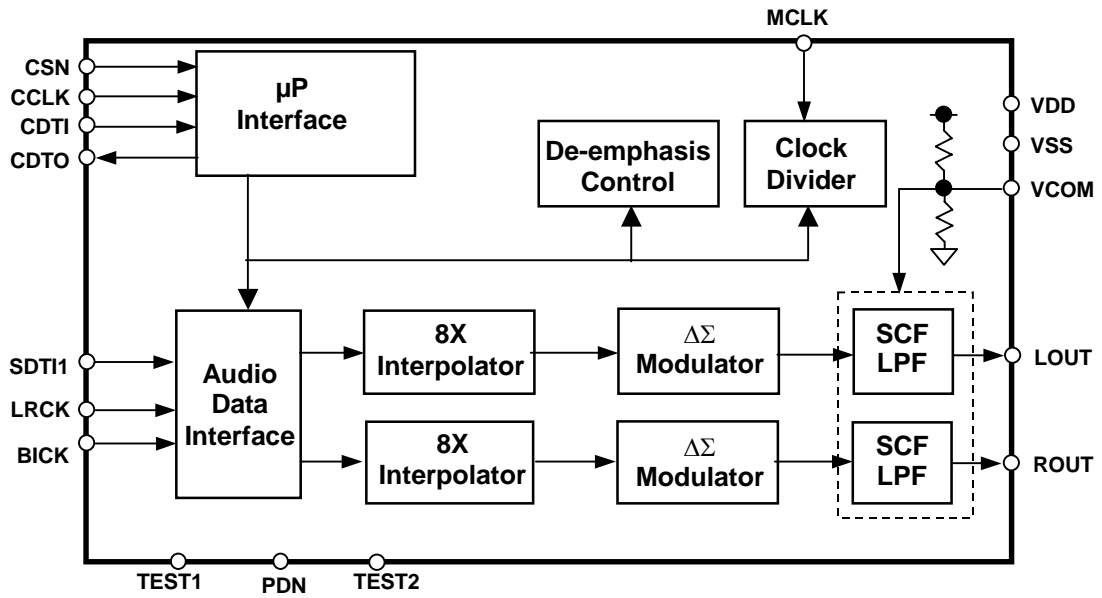 MCLK
CSN
CCLK
CDTI
CDTO
µP
Interface
De-emphasis
Control
Clock
Divider
VDD
VSS
VCOM
SDTI1
LRCK
BICK
Audio
Data
Interface
8X
Interpolator
ΔΣ
Modulator
SCF
LPF
LOUT
8X
Interpolator
ΔΣ
Modulator
SCF
LPF
ROUT
TEST1
PDN
TEST2